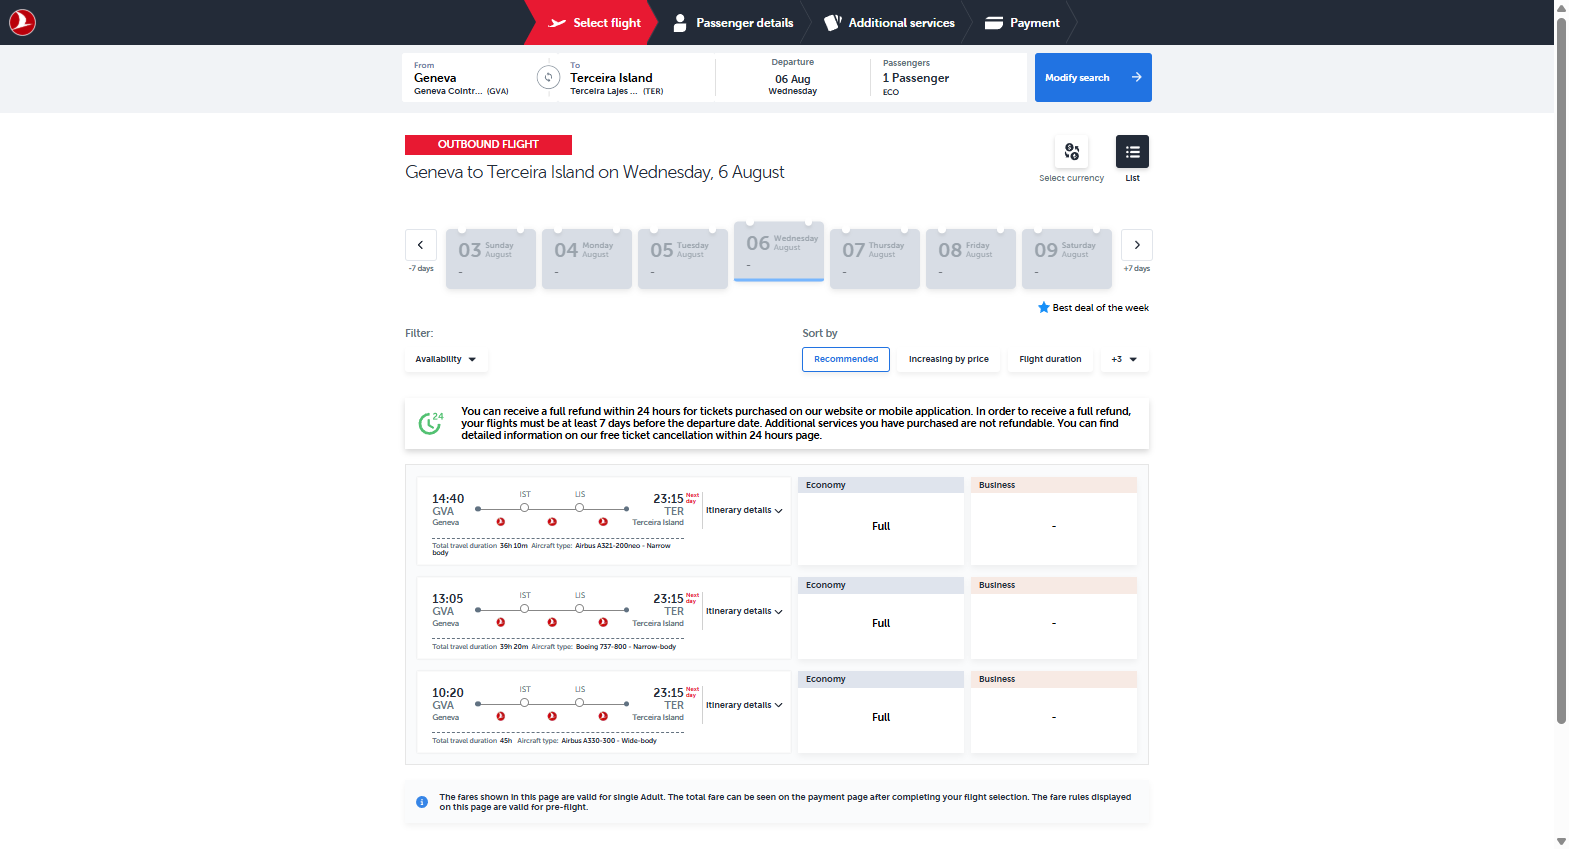 Select flight
Passenger details
Additional services
Payment
From
Geneva
Geneva Cointr... (GVA)
To
Terceira Island
Terceira Lajes ... (TER)
Departure
06 Aug
Wednesday
Passengers
1 Passenger
ECO
Modify search
OUTBOUND FLIGHT
Geneva to Terceira Island on Wednesday, 6 August
Select currency
List
-7 days
03 Sunday August
-
04 Monday August
-
05 Tuesday August
-
06 Wednesday August
-
07 Thursday August
-
08 Friday August
-
09 Saturday August
-
+7 days
Best deal of the week
Filter:
Availability
Sort by
Recommended
Increasing by price
Flight duration
+3
24
You can receive a full refund within 24 hours for tickets purchased on our website or mobile application. In order to receive a full refund,
your flights must be at least 7 days before the departure date. Additional services you have purchased are not refundable. You can find
detailed information on our free ticket cancellation within 24 hours page.
14:40
GVA
Geneva
IST
LIS
23:15 Next day
TER
Terceira Island
Itinerary details
Total travel duration 36h 10m Aircraft type: Airbus A321-200neo - Narrow
body
Economy
Full
Business
-
13:05
GVA
Geneva
IST
LIS
23:15 Next day
TER
Terceira Island
Itinerary details
Total travel duration 39h 20m Aircraft type: Boeing 737-800 - Narrow-body
Economy
Full
Business
-
10:20
GVA
Geneva
IST
LIS
23:15 Next day
TER
Terceira Island
Itinerary details
Total travel duration 45h Aircraft type: Airbus A330-300 - Wide-body
Economy
Full
Business
-
The fares shown in this page are valid for single Adult. The total fare can be seen on the payment page after completing your flight selection. The fare rules displayed
on this page are valid for pre-flight.